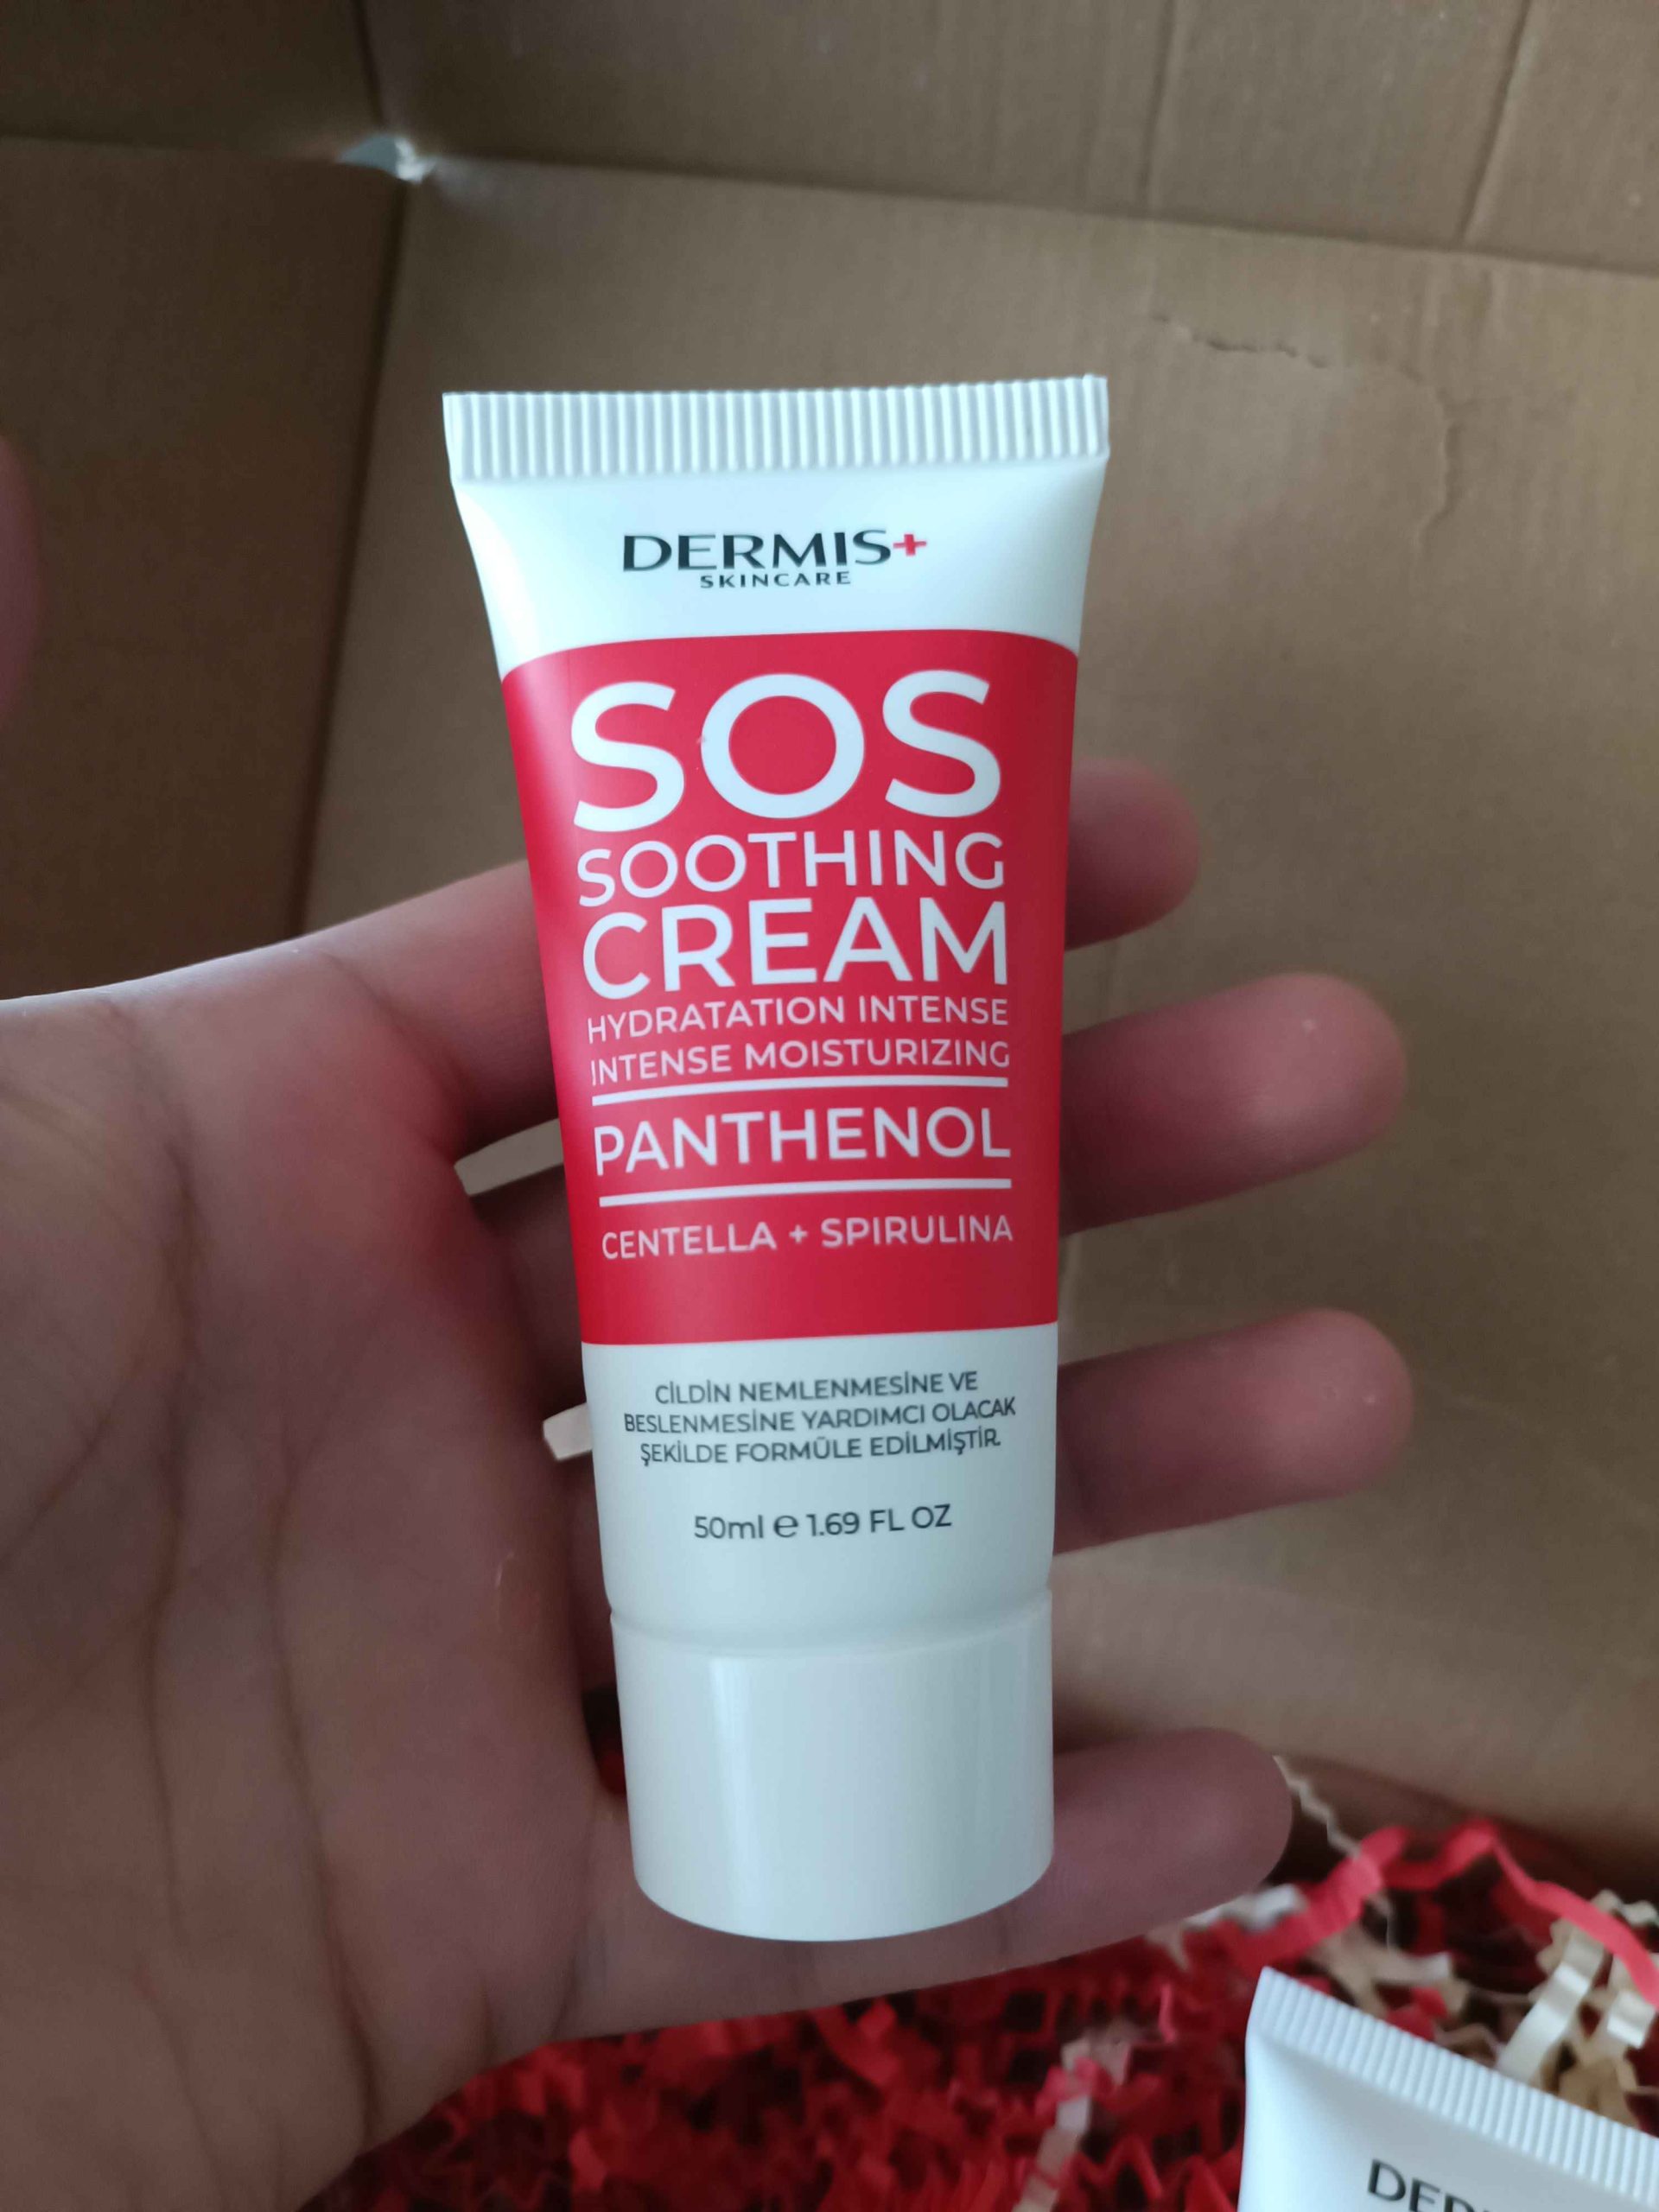 DERMIS+
SKINCARE
SOS
SOOTHING
CREAM
HYDRATATION INTENSE
INTENSE MOISTURIZING
PANTHENOL
CENTELLA + SPIRULINA
CİLDİN NEMLENMESİNE VE
BESLENMESİNE YARDIMCI OLACAK
ŞEKİLDE FORMÜLE EDİLMİŞTİR.
50ml ℮ 1.69 FL OZ